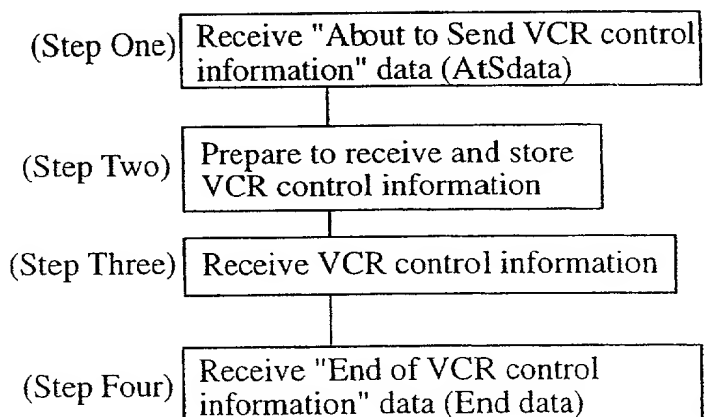 (Step One)
Receive "About to Send VCR control
information" data (AtSdata)
(Step Two)
Prepare to receive and store
VCR control information
(Step Three)
Receive VCR control information
(Step Four)
Receive "End of VCR control
information" data (End data)